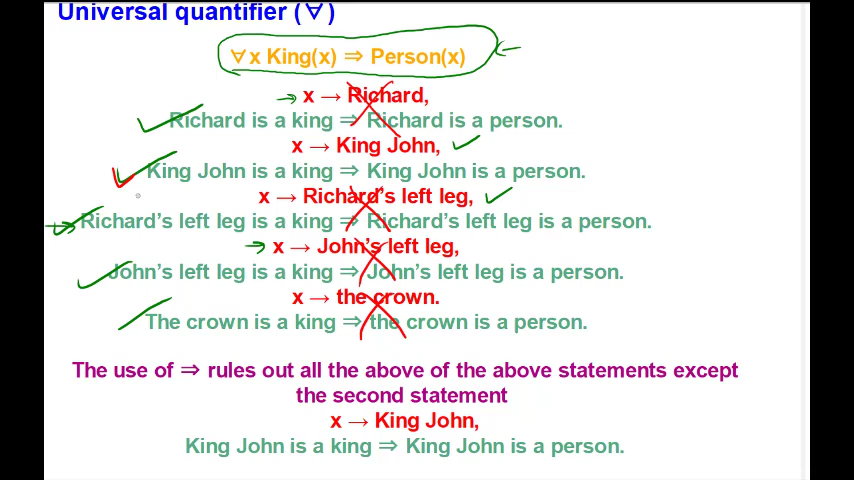 Universal quantifier (∀)
∀x King(x) ⇒ Person(x)
x → Richard,
Richard is a king ⇒ Richard is a person.
x → King John,
King John is a king ⇒ King John is a person.
x → Richard's left leg,
Richard's left leg is a king ⇒ Richard's left leg is a person.
x → John's left leg,
John's left leg is a king ⇒ John's left leg is a person.
x → the crown.
The crown is a king ⇒ the crown is a person.
The use of ⇒ rules out all the above of the above statements except
the second statement
x → King John,
King John is a king ⇒ King John is a person.